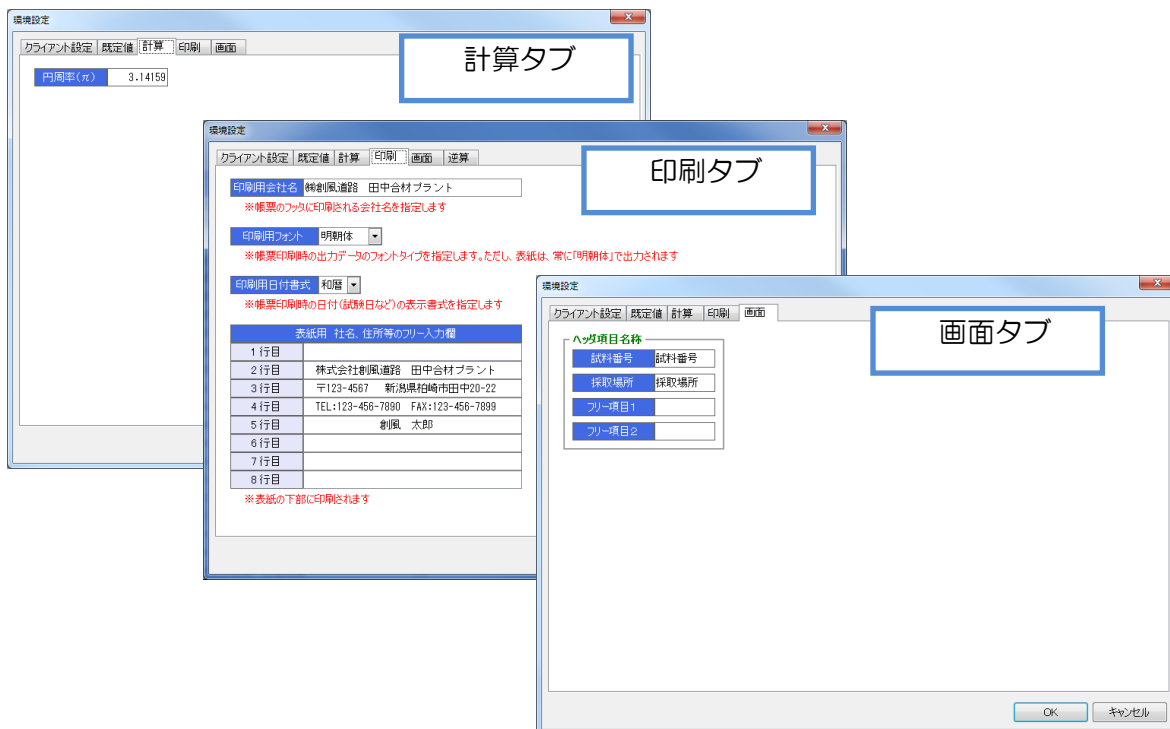 環境設定
クライアント設定 既定値 計算 印刷 画面
計算タブ
円周率(π) 3.14159
環境設定
クライアント設定 既定値 計算 印刷 画面 逆算
印刷タブ
印刷用会社名 ㈱創風道路 田中合材プラント
※帳票のフッタに印刷される会社名を指定します
印刷用フォント 明朝体
※帳票印刷時の出力データのフォントタイプを指定します。ただし、表紙は、常に「明朝体」で出力されます
印刷用日付書式 和暦
※帳票印刷時の日付(試験日など)の表示書式を指定します
表紙用 社名、住所等のフリー入力欄
1行目
2行目 株式会社創風道路 田中合材プラント
3行目 〒123-4567 新潟県柏崎市田中20-22
4行目 TEL:123-456-7890 FAX:123-456-7899
5行目 創風 太郎
6行目
7行目
8行目
※表紙の下部に印刷されます
環境設定
クライアント設定 既定値 計算 印刷 画面
画面タブ
ヘッダ項目名称
試料番号 試料番号
採取場所 採取場所
フリー項目1
フリー項目2
OK キャンセル